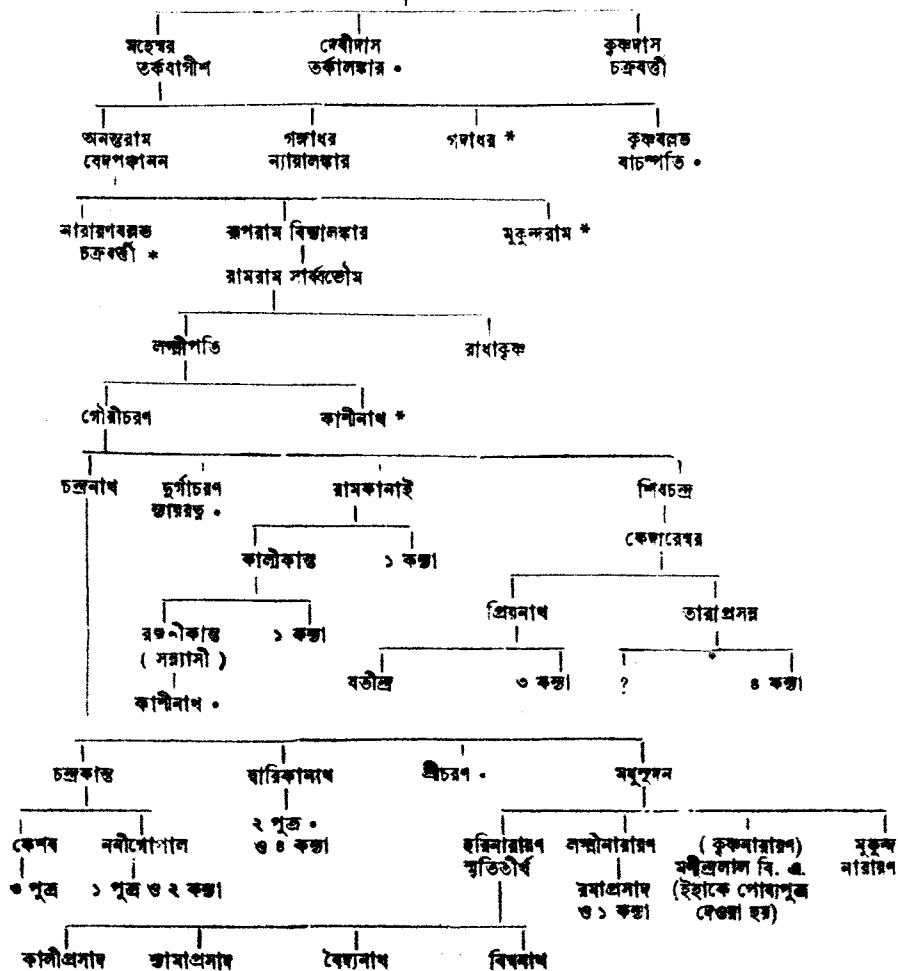 মহেশ্বর দেবীদাস কৃষ্ণদাস
তর্কবাগীশ তর্কালঙ্কার * চক্রবর্ত্তী
অনন্তরাম গঙ্গাধর গদাধর * কৃষ্ণবল্লভ
বেদপঞ্চানন ন্যায়ালঙ্কার বাচস্পতি *
নারায়ণবল্লভ রূপরাম বিদ্যালঙ্কার মুকুন্দরাম *
চক্রবর্ত্তী *
রামরাম সার্ব্বভৌম
লক্ষ্মীপতি রাধাকৃষ্ণ
গৌরীচরণ কাশীনাথ *
চন্দ্রনাথ দুর্গাচরণ রামকানাই শিবচন্দ্র
ন্যায়রত্ন *
কেদারেশ্বর
কালীকান্ত ১ কন্যা
প্রিয়নাথ তারাপ্রসন্ন
রজনীকান্ত ১ কন্যা
( সন্ন্যাসী )
যতীন্দ্র ৩ কন্যা ? ৪ কন্যা
কাশীনাথ *
চন্দ্রকান্ত দ্বারিকানাথ শ্রীচরণ * মধুসূদন
২ পুত্র *
ও ৪ কন্যা
কেশব ননীগোপাল হরিনারায়ণ লক্ষ্মীনারায়ণ ( কৃষ্ণনারায়ণ ) মুকুন্দ
স্মৃতিতীর্থ মণীন্দ্রলাল বি. এ. নারায়ণ
৩ পুত্র ১ পুত্র ও ২ কন্যা রমাপ্রসাদ (ইহাকে পোষ্যপুত্র
ও ১ কন্যা দেওয়া হয়)
কালীপ্রসাদ শ্যামাপ্রসাদ বৈদ্যনাথ বিশ্বনাথ